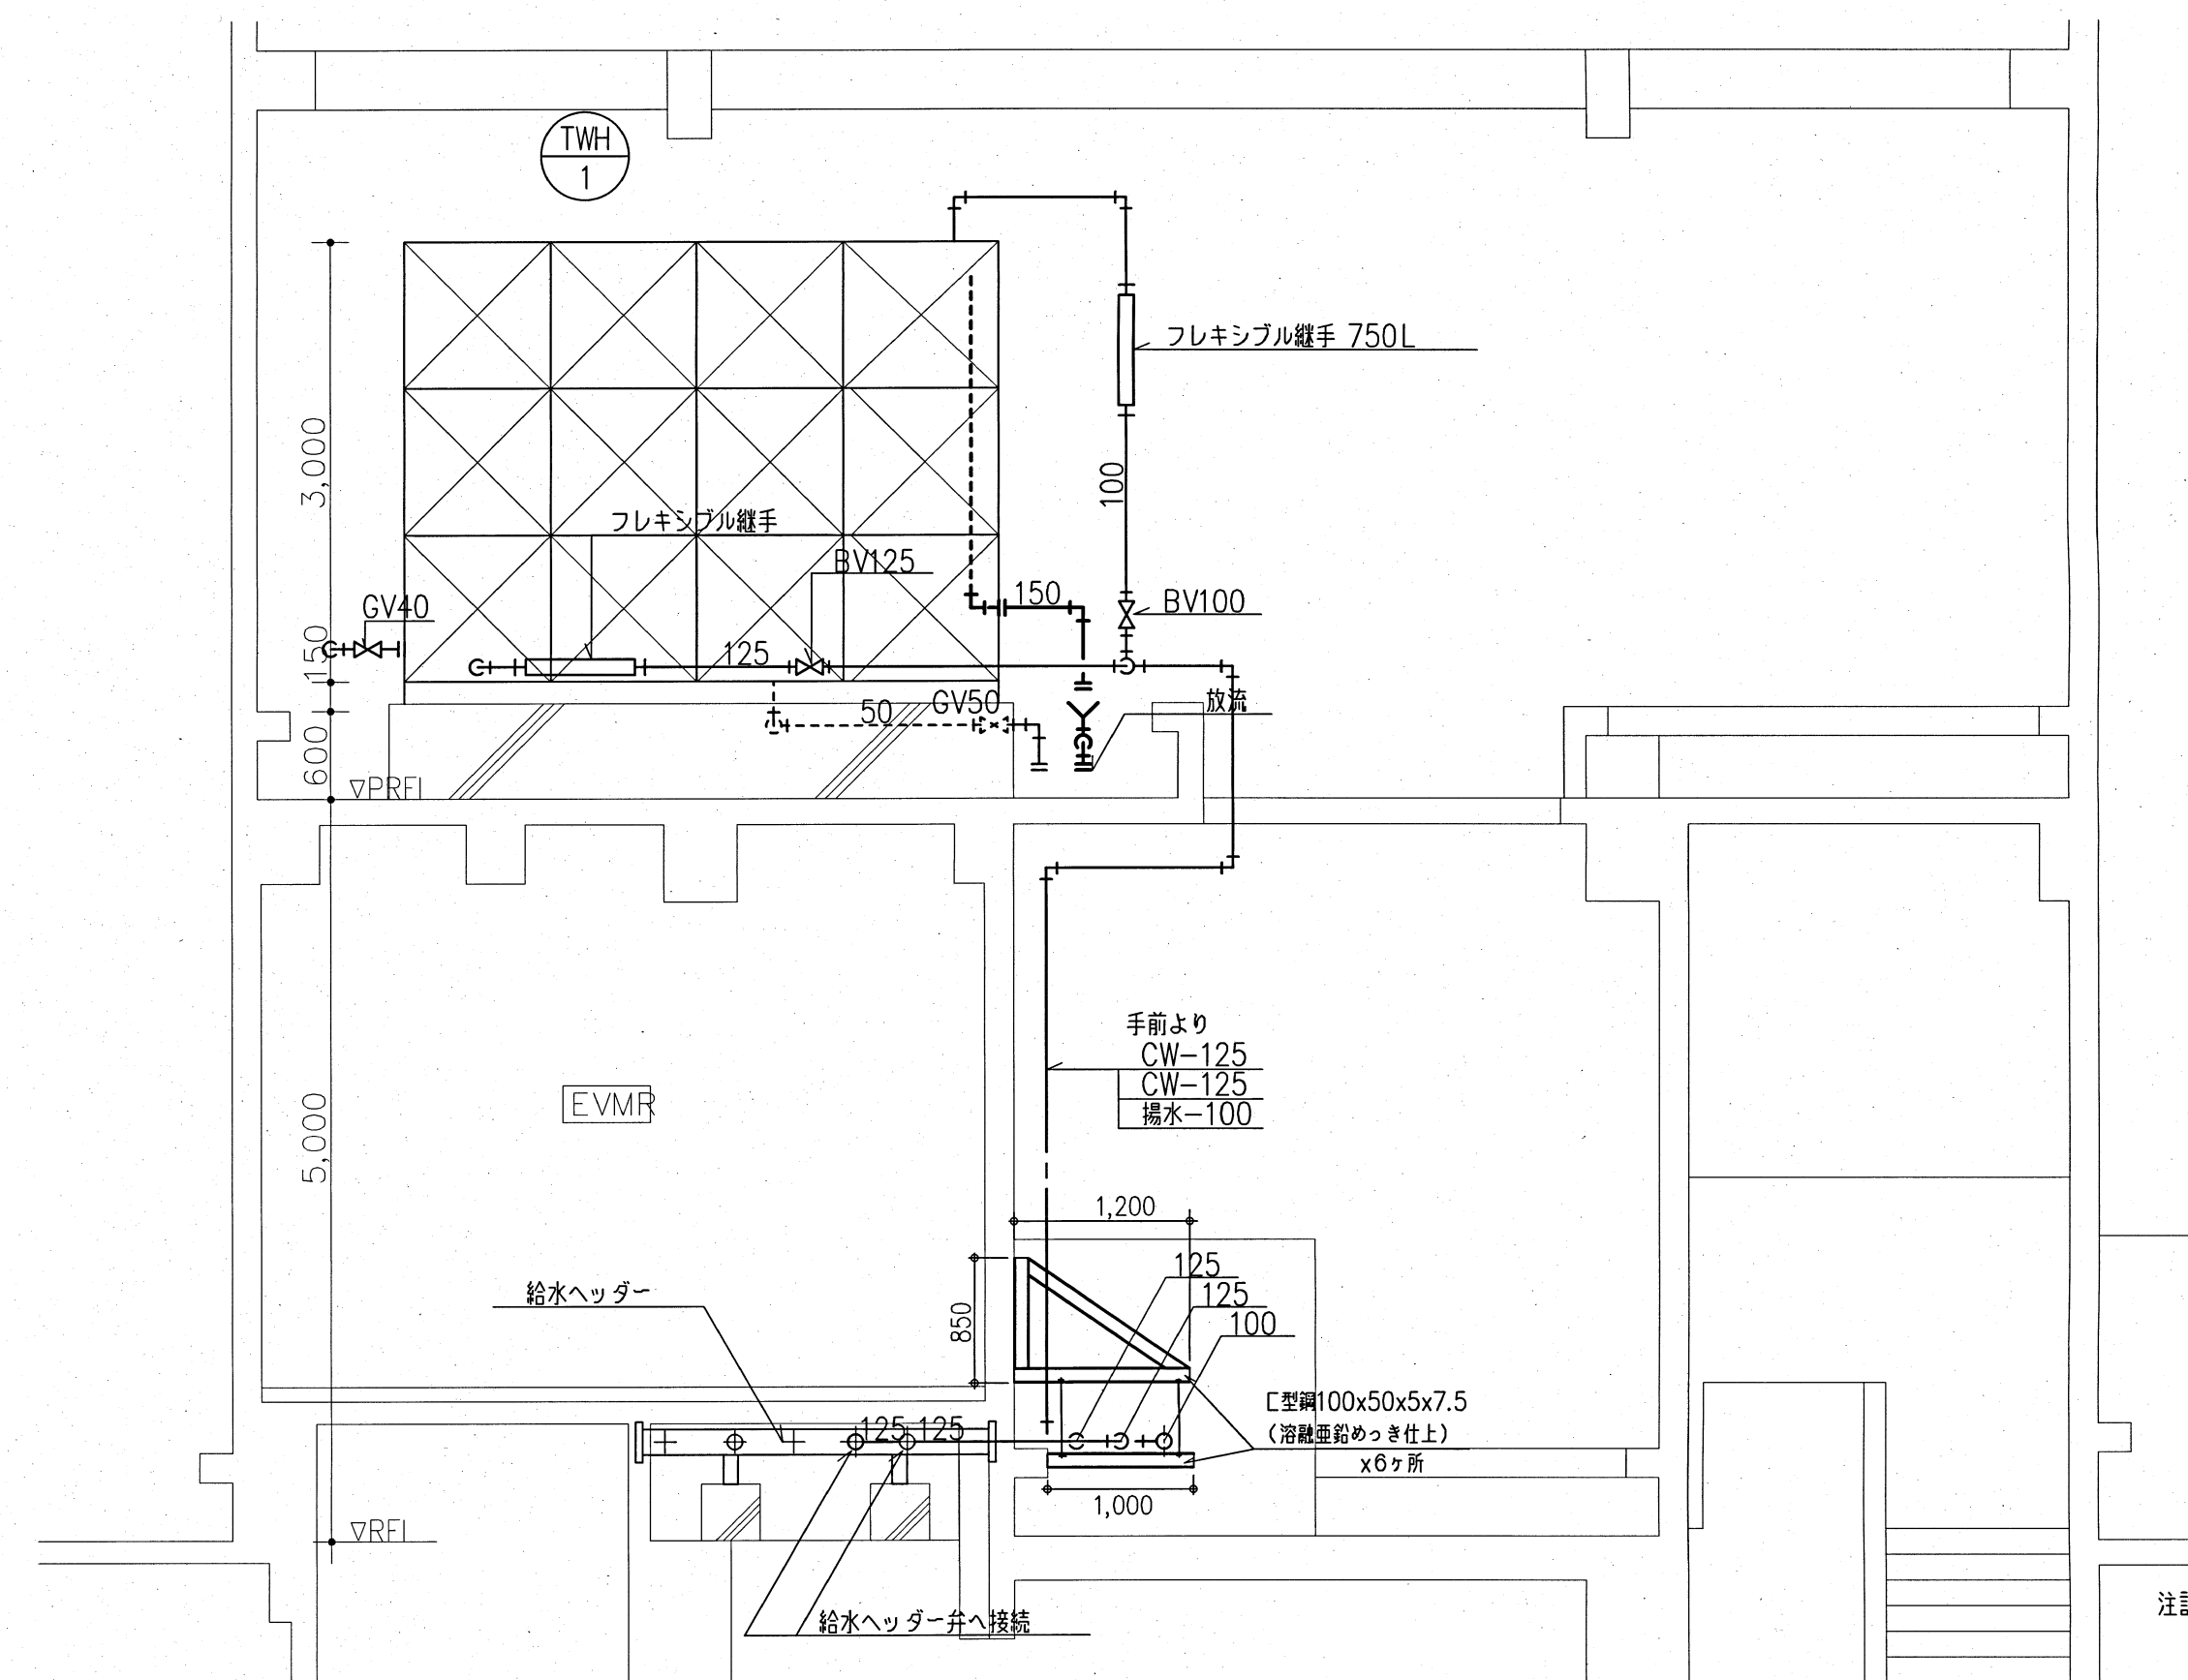 TWH
1
フレキシブル継手 750L
3,000
100
フレキシブル継手
BV125
GV40
150
BV100
150
125
放流
50
GV50
600
▽PRFL
手前より
CW-125
CW-125
揚水-100
EVMR
5,000
1,200
125
125
100
給水ヘッダー
850
匚型鋼100x50x5x7.5
(溶融亜鉛めっき仕上)
x6ヶ所
125
125
1,000
▽RFL
給水ヘッダー弁へ接続